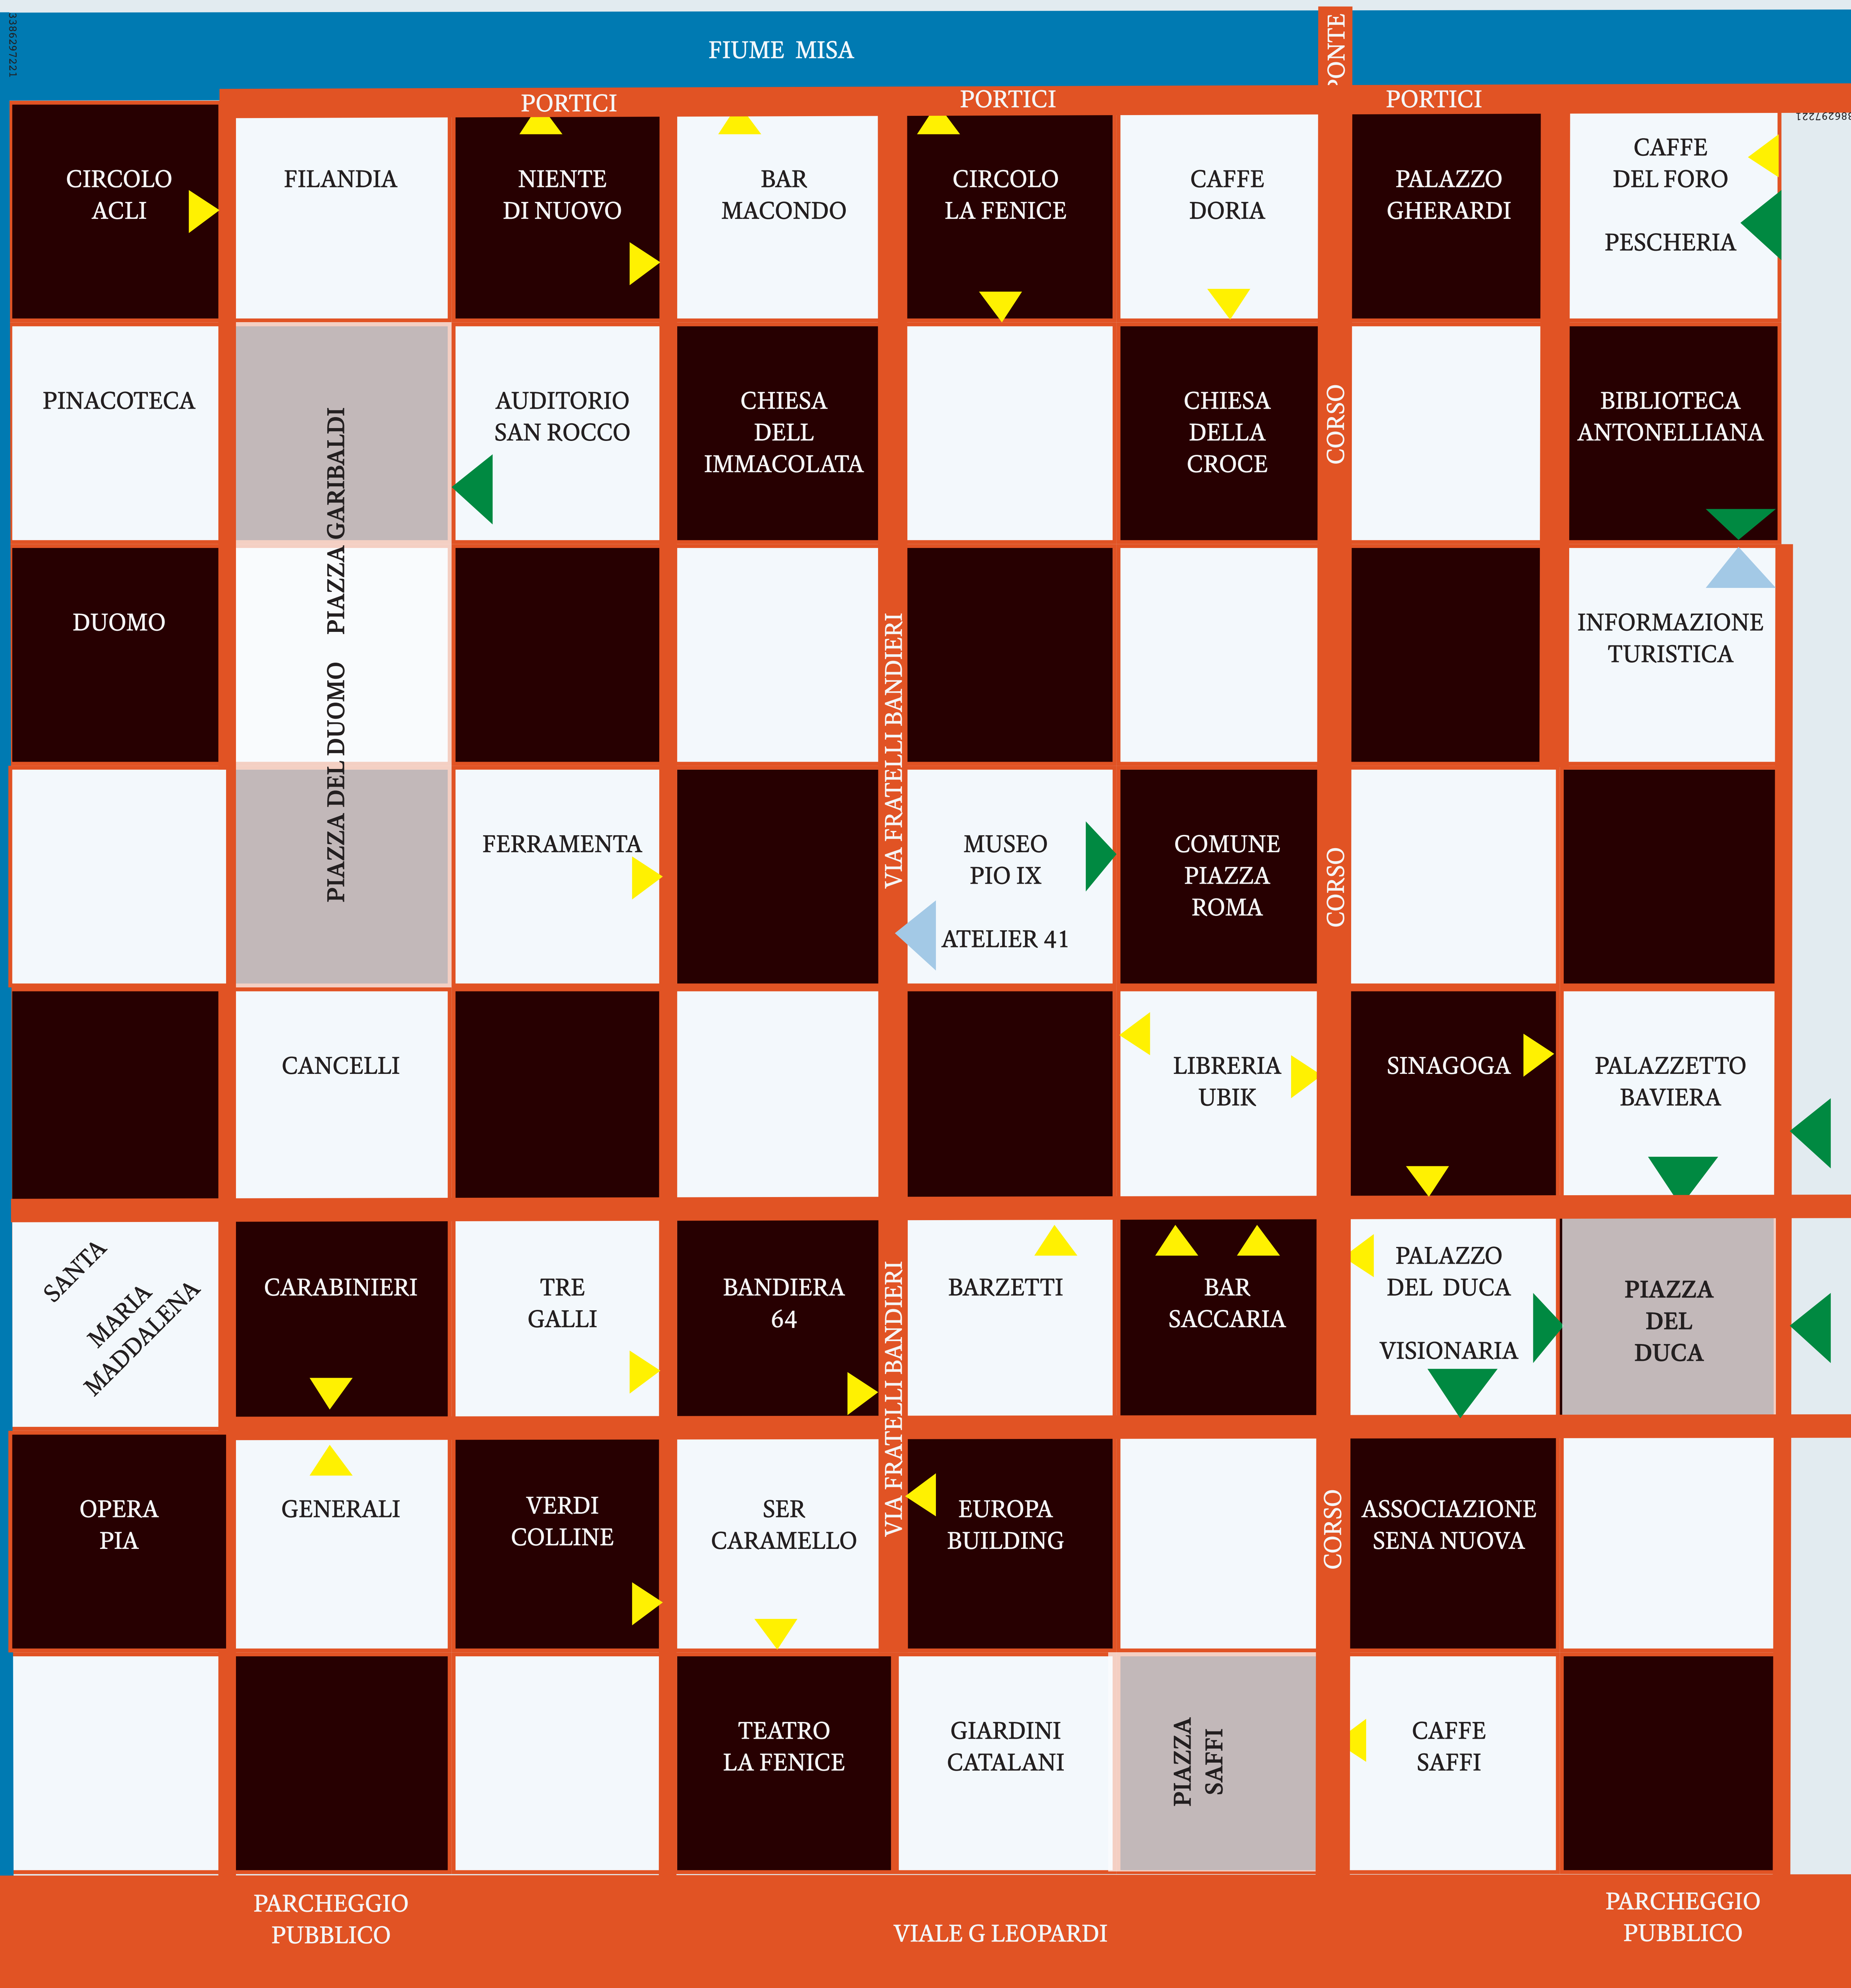 3386297221
FIUME MISA
PONTE
PORTICI
PORTICI
PORTICI
CIRCOLO
ACLI
FILANDIA
NIENTE
DI NUOVO
BAR
MACONDO
CIRCOLO
LA FENICE
CAFFE
DORIA
PALAZZO
GHERARDI
CAFFE
DEL FORO
PESCHERIA
PINACOTECA
PIAZZA DEL DUOMO PIAZZA GARIBALDI
AUDITORIO
SAN ROCCO
CHIESA
DELL
IMMACOLATA
CHIESA
DELLA
CROCE
CORSO
BIBLIOTECA
ANTONELLIANA
DUOMO
VIA FRATELLI BANDIERI
INFORMAZIONE
TURISTICA
FERRAMENTA
MUSEO
PIO IX
ATELIER 41
COMUNE
PIAZZA
ROMA
CORSO
CANCELLI
LIBRERIA
UBIK
SINAGOGA
PALAZZETTO
BAVIERA
SANTA
MARIA
MADDALENA
CARABINIERI
TRE
GALLI
BANDIERA
64
VIA FRATELLI BANDIERI
BARZETTI
BAR
SACCARIA
PALAZZO
DEL DUCA
VISIONARIA
PIAZZA
DEL
DUCA
OPERA
PIA
GENERALI
VERDI
COLLINE
SER
CARAMELLO
EUROPA
BUILDING
CORSO
ASSOCIAZIONE
SENA NUOVA
TEATRO
LA FENICE
GIARDINI
CATALANI
PIAZZA
SAFFI
CAFFE
SAFFI
PARCHEGGIO
PUBBLICO
VIALE G LEOPARDI
PARCHEGGIO
PUBBLICO